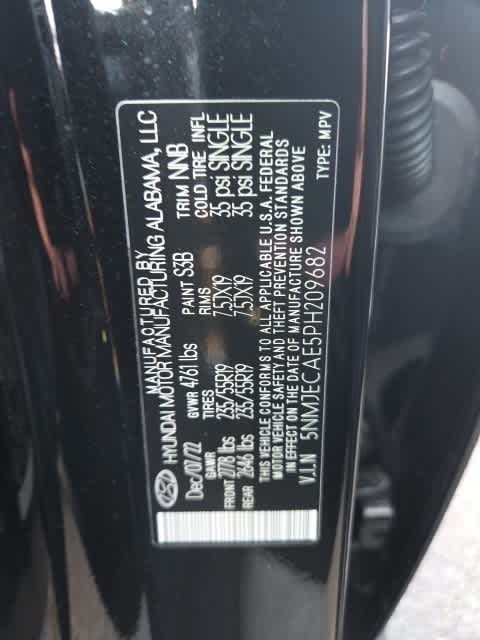 MANUFACTURED BY
HYUNDAI MOTOR MANUFACTURING ALABAMA, LLC
Dec/07/22 GVWR 4761 lbs PAINT S3B TRIM NNB
GAWR TIRES RIMS COLD TIRE INFL
FRONT 2778 lbs 235/55R19 7.5JX19 35 psi SINGLE
REAR 2646 lbs 235/55R19 7.5JX19 35 psi SINGLE
THIS VEHICLE CONFORMS TO ALL APPLICABLE U.S.A. FEDERAL
MOTOR VEHICLE SAFETY AND THEFT PREVENTION STANDARDS
IN EFFECT ON THE DATE OF MANUFACTURE SHOWN ABOVE
V.I.N 5NMJECAE5PH209682 TYPE: MPV